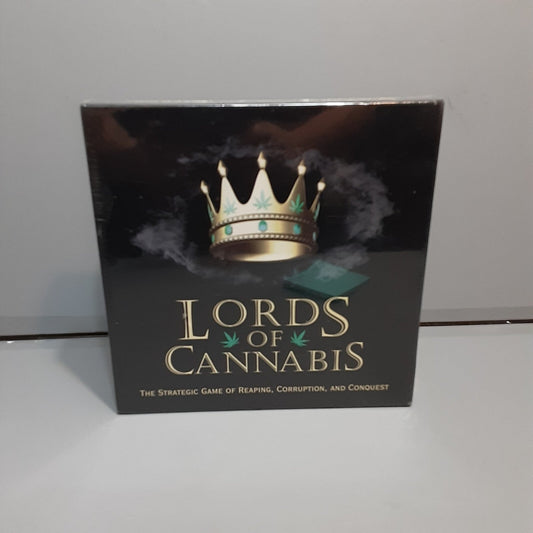 LORDS
OF
CANNABIS
THE STRATEGIC GAME OF REAPING, CORRUPTION, AND CONQUEST